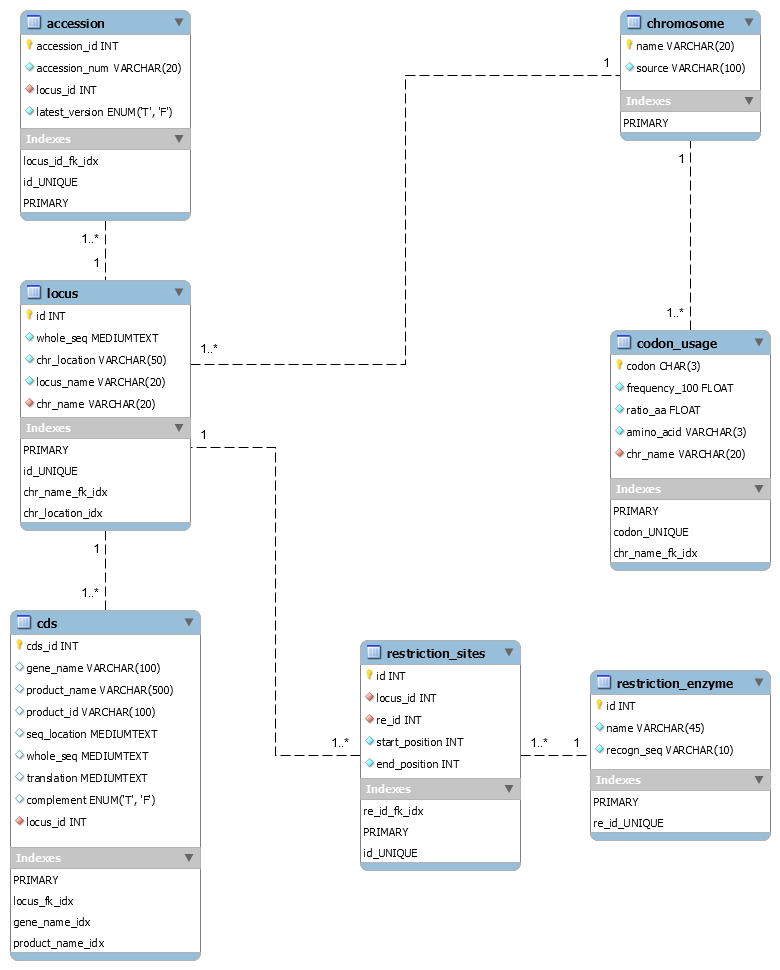 accession
accession_id INT
accession_num VARCHAR(20)
locus_id INT
latest_version ENUM('T', 'F')
Indexes
locus_id_fk_idx
id_UNIQUE
PRIMARY
1..*
1
locus
id INT
whole_seq MEDIUMTEXT
chr_location VARCHAR(50)
locus_name VARCHAR(20)
chr_name VARCHAR(20)
Indexes
PRIMARY
id_UNIQUE
chr_name_fk_idx
chr_location_idx
1
1..*
cds
cds_id INT
gene_name VARCHAR(100)
product_name VARCHAR(500)
product_id VARCHAR(100)
seq_location MEDIUMTEXT
whole_seq MEDIUMTEXT
translation MEDIUMTEXT
complement ENUM('T', 'F')
locus_id INT
Indexes
PRIMARY
locus_fk_idx
gene_name_idx
product_name_idx
1
1..*
1
1..*
chromosome
name VARCHAR(20)
source VARCHAR(100)
Indexes
PRIMARY
1
1..*
codon_usage
codon CHAR(3)
frequency_100 FLOAT
ratio_aa FLOAT
amino_acid VARCHAR(3)
chr_name VARCHAR(20)
Indexes
PRIMARY
codon_UNIQUE
chr_name_fk_idx
restriction_sites
id INT
locus_id INT
re_id INT
start_position INT
end_position INT
Indexes
re_id_fk_idx
PRIMARY
id_UNIQUE
1..*
1
restriction_enzyme
id INT
name VARCHAR(45)
recogn_seq VARCHAR(10)
Indexes
PRIMARY
re_id_UNIQUE